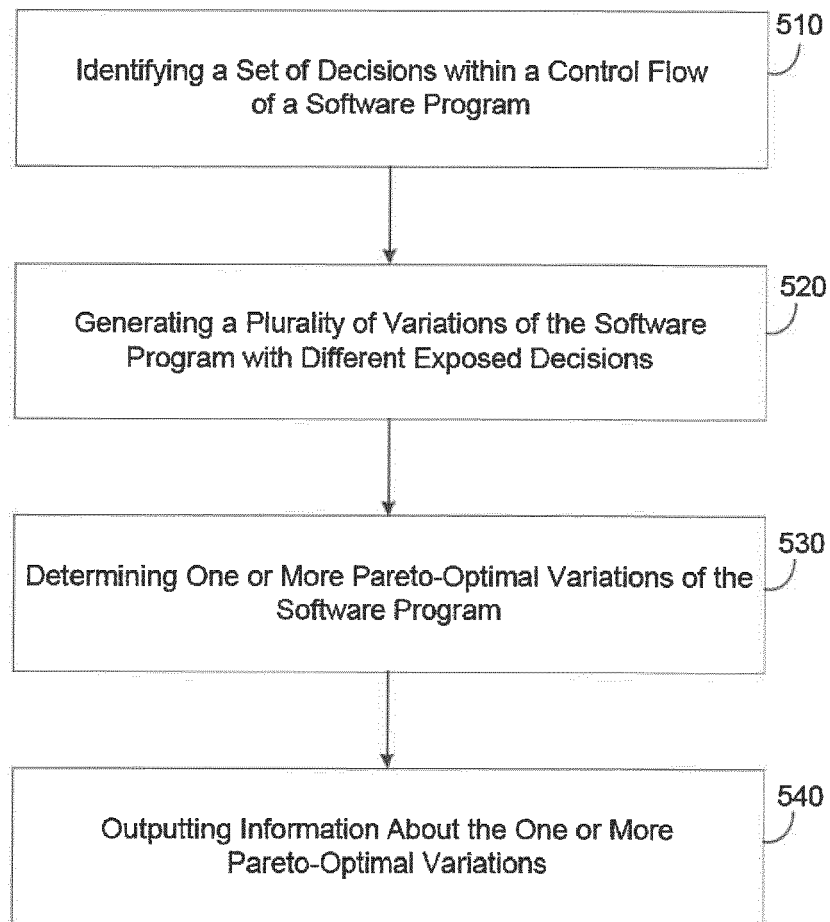 510
Identifying a Set of Decisions within a Control Flow
of a Software Program
520
Generating a Plurality of Variations of the Software
Program with Different Exposed Decisions
530
Determining One or More Pareto-Optimal Variations of the
Software Program
540
Outputting Information About the One or More
Pareto-Optimal Variations